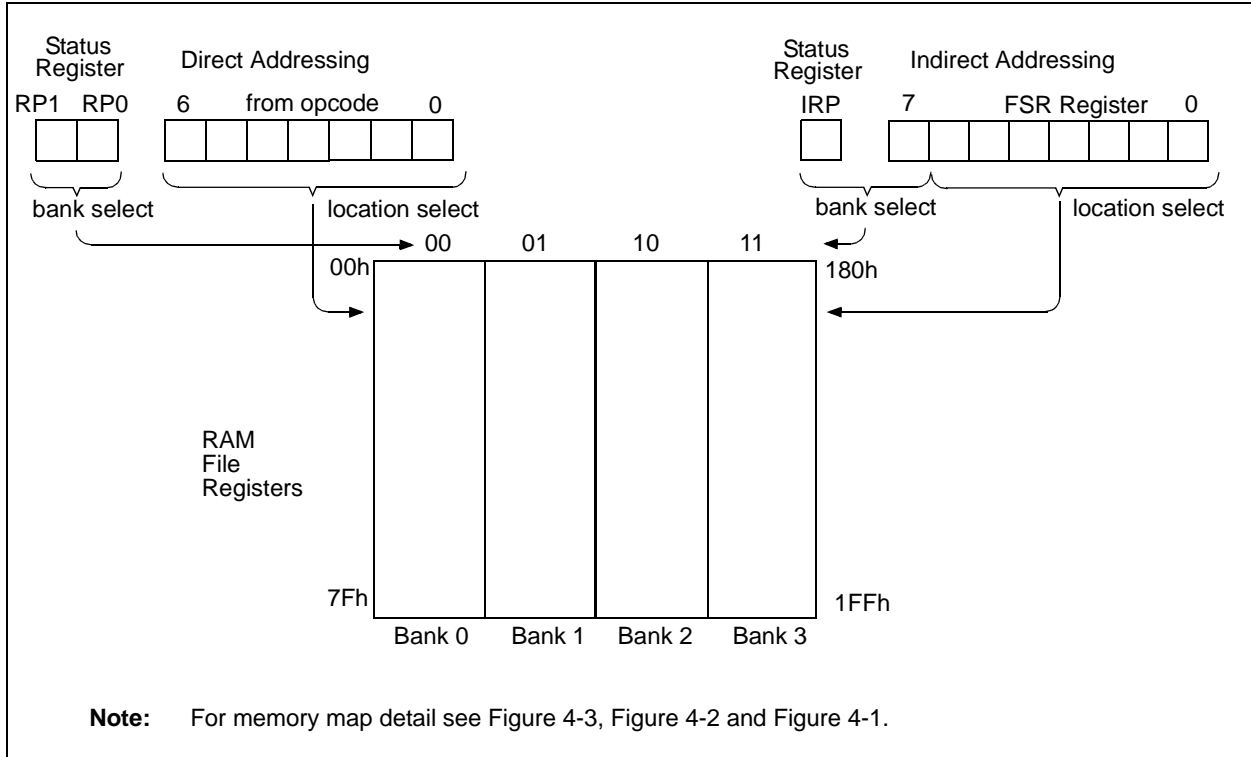 Status
Register
Direct Addressing
RP1 RP0
6 from opcode 0
bank select
location select
Status
Register
Indirect Addressing
IRP
7 FSR Register 0
bank select
location select
00 01 10 11
00h
180h
RAM
File
Registers
7Fh
1FFh
Bank 0 Bank 1 Bank 2 Bank 3
Note: For memory map detail see Figure 4-3, Figure 4-2 and Figure 4-1.